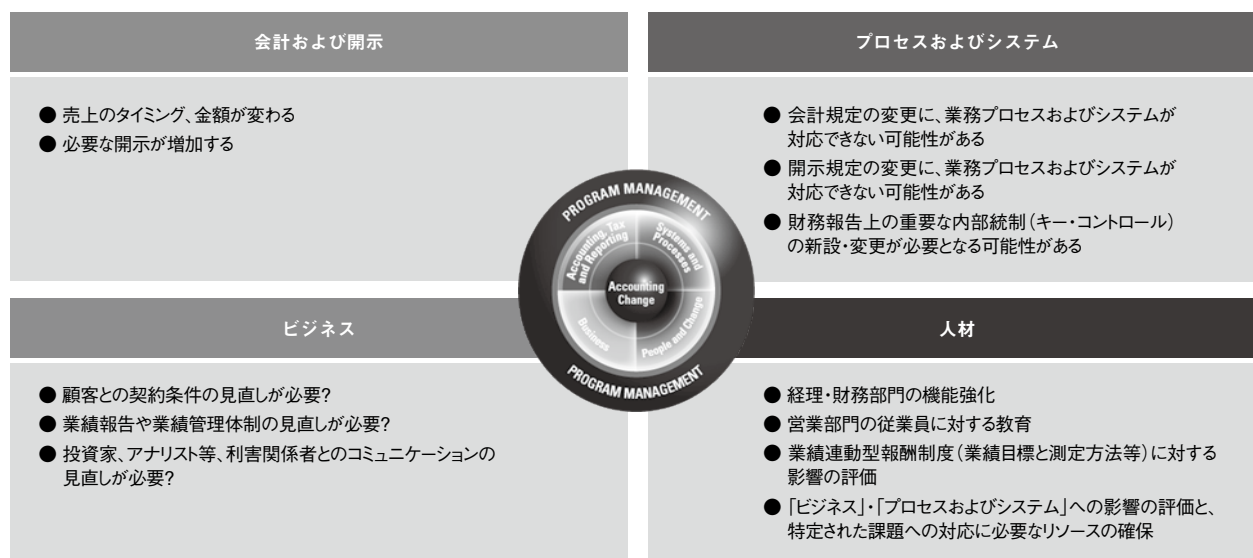 会計および開示
● 売上のタイミング、金額が変わる
● 必要な開示が増加する
プロセスおよびシステム
● 会計規定の変更に、業務プロセスおよびシステムが
対応できない可能性がある
● 開示規定の変更に、業務プロセスおよびシステムが
対応できない可能性がある
● 財務報告上の重要な内部統制(キー・コントロール)
の新設・変更が必要となる可能性がある
PROGRAM MANAGEMENT
Accounting, Tax
and Reporting
Systems and
Processes
Accounting
Change
Business
People and Change
PROGRAM MANAGEMENT
ビジネス
● 顧客との契約条件の見直しが必要?
● 業績報告や業績管理体制の見直しが必要?
● 投資家、アナリスト等、利害関係者とのコミュニケーションの
見直しが必要?
人材
● 経理・財務部門の機能強化
● 営業部門の従業員に対する教育
● 業績連動型報酬制度(業績目標と測定方法等)に対する
影響の評価
● 「ビジネス」・「プロセスおよびシステム」への影響の評価と、
特定された課題への対応に必要なリソースの確保